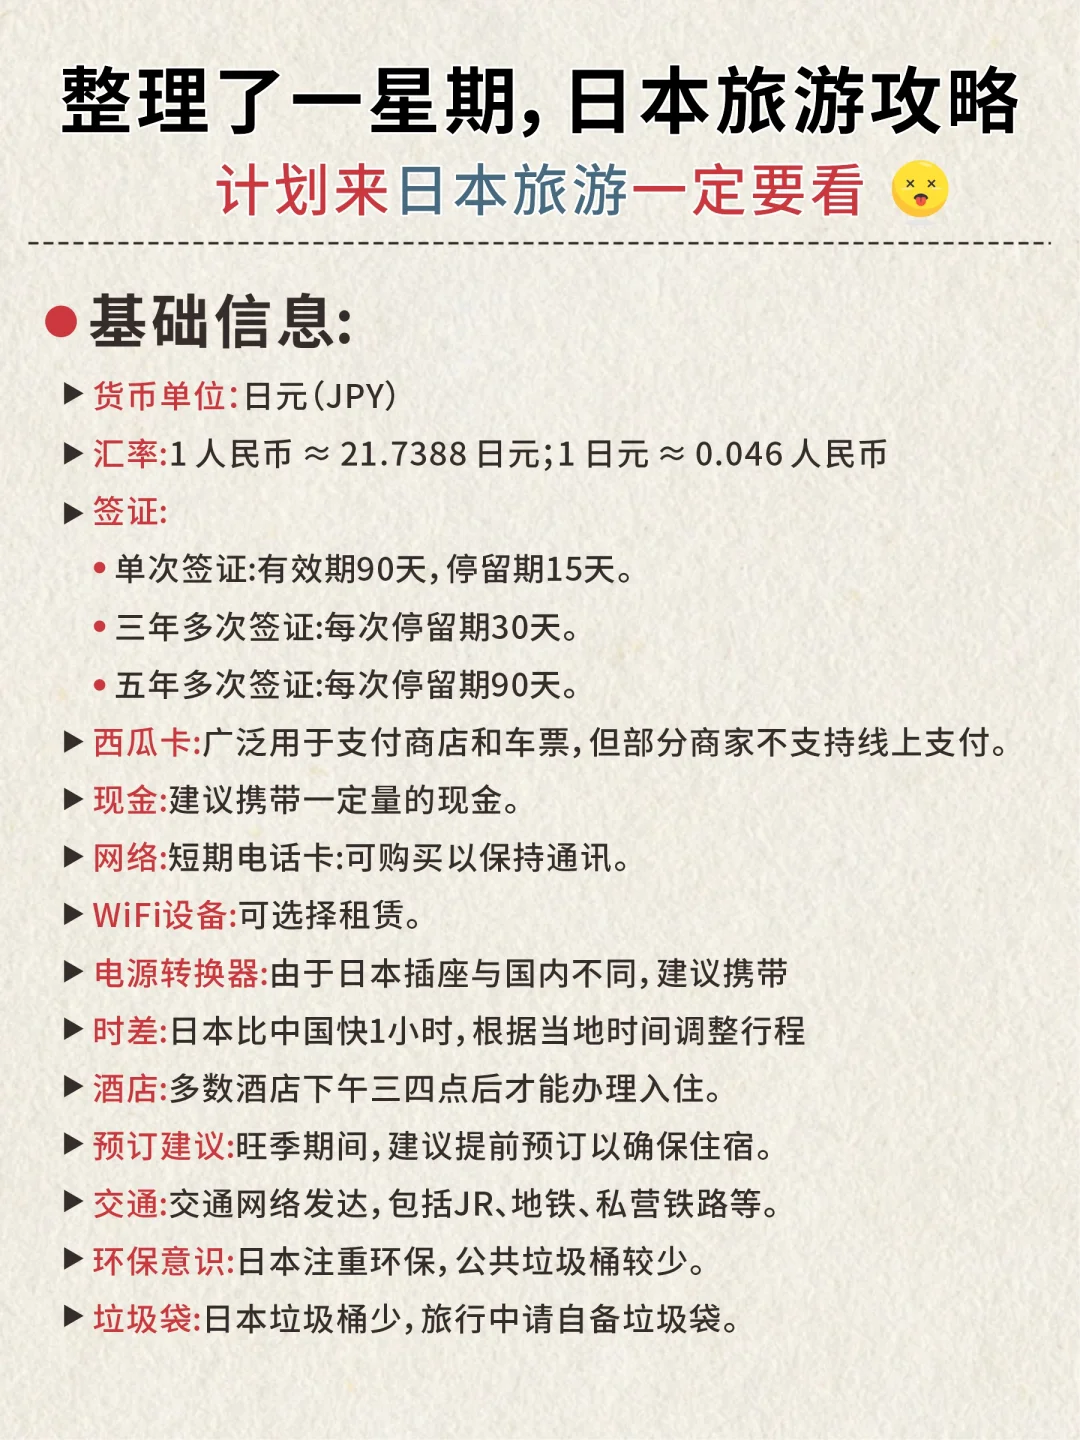 整理了一星期，日本旅游攻略
计划来日本旅游一定要看
基础信息:
货币单位:日元(JPY)
汇率:1人民币 ≈ 21.7388日元;1日元 ≈ 0.046人民币
签证:
单次签证:有效期90天，停留期15天。
三年多次签证:每次停留期30天。
五年多次签证:每次停留期90天。
西瓜卡:广泛用于支付商店和车票，但部分商家不支持线上支付。
现金:建议携带一定量的现金。
网络:短期电话卡:可购买以保持通讯。
WiFi设备:可选择租赁。
电源转换器:由于日本插座与国内不同，建议携带
时差:日本比中国快1小时，根据当地时间调整行程
酒店:多数酒店下午三四点后才能办理入住。
预订建议:旺季期间，建议提前预订以确保住宿。
交通:交通网络发达，包括JR、地铁、私营铁路等。
环保意识:日本注重环保，公共垃圾桶较少。
垃圾袋:日本垃圾桶少，旅行中请自备垃圾袋。